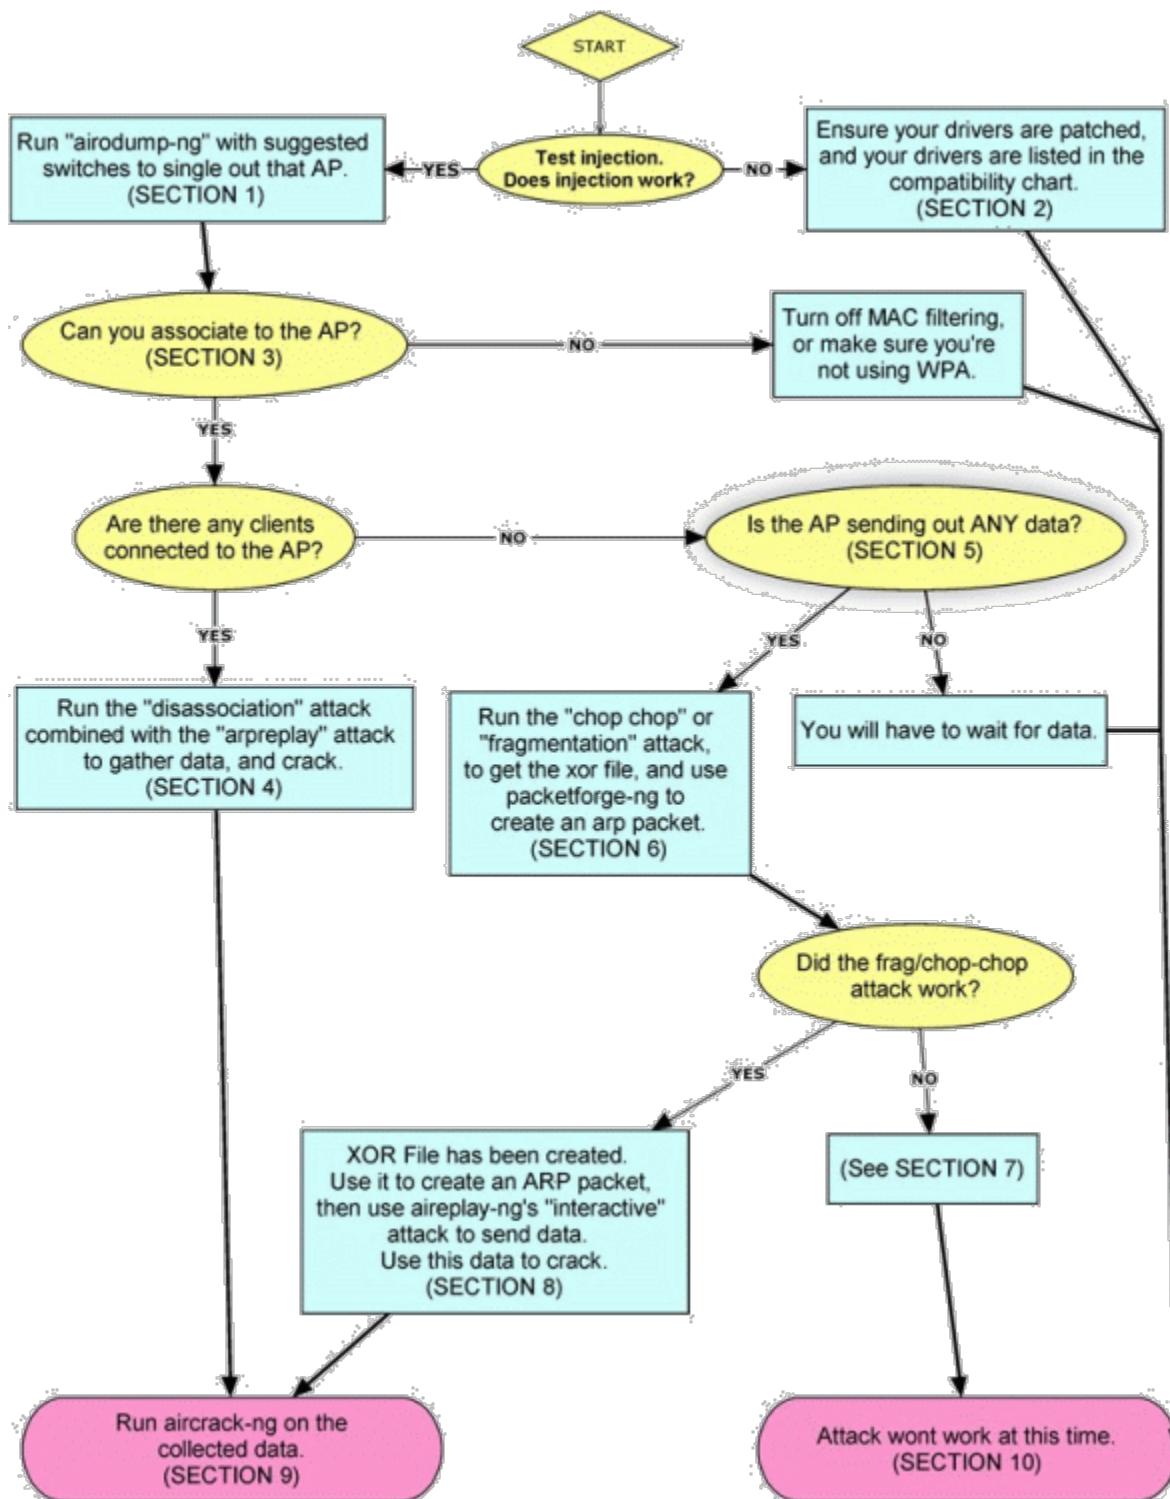 START
Test injection.
Does injection work?
YES
NO
Run "airodump-ng" with suggested
switches to single out that AP.
(SECTION 1)
Ensure your drivers are patched,
and your drivers are listed in the
compatibility chart.
(SECTION 2)
Can you associate to the AP?
(SECTION 3)
NO
Turn off MAC filtering,
or make sure you're
not using WPA.
YES
Are there any clients
connected to the AP?
NO
Is the AP sending out ANY data?
(SECTION 5)
YES
YES
NO
Run the "disassociation" attack
combined with the "arpreplay" attack
to gather data, and crack.
(SECTION 4)
Run the "chop chop" or
"fragmentation" attack,
to get the xor file, and use
packetforge-ng to
create an arp packet.
(SECTION 6)
You will have to wait for data.
Did the frag/chop-chop
attack work?
YES
NO
XOR File has been created.
Use it to create an ARP packet,
then use aireplay-ng's "interactive"
attack to send data.
Use this data to crack.
(SECTION 8)
(See SECTION 7)
Run aircrack-ng on the
collected data.
(SECTION 9)
Attack wont work at this time.
(SECTION 10)